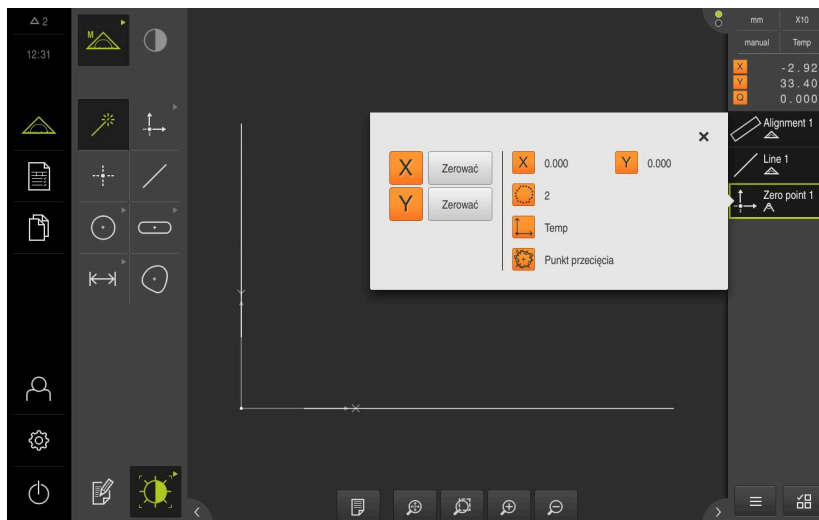 2
12:31
M
mm X10
manual Temp
X -2.92
Y 33.40
Q 0.000
Alignment 1
Line 1
Zero point 1
X Zerować
Y Zerować
X 0.000 Y 0.000
2
Temp
Punkt przecięcia
Y
X